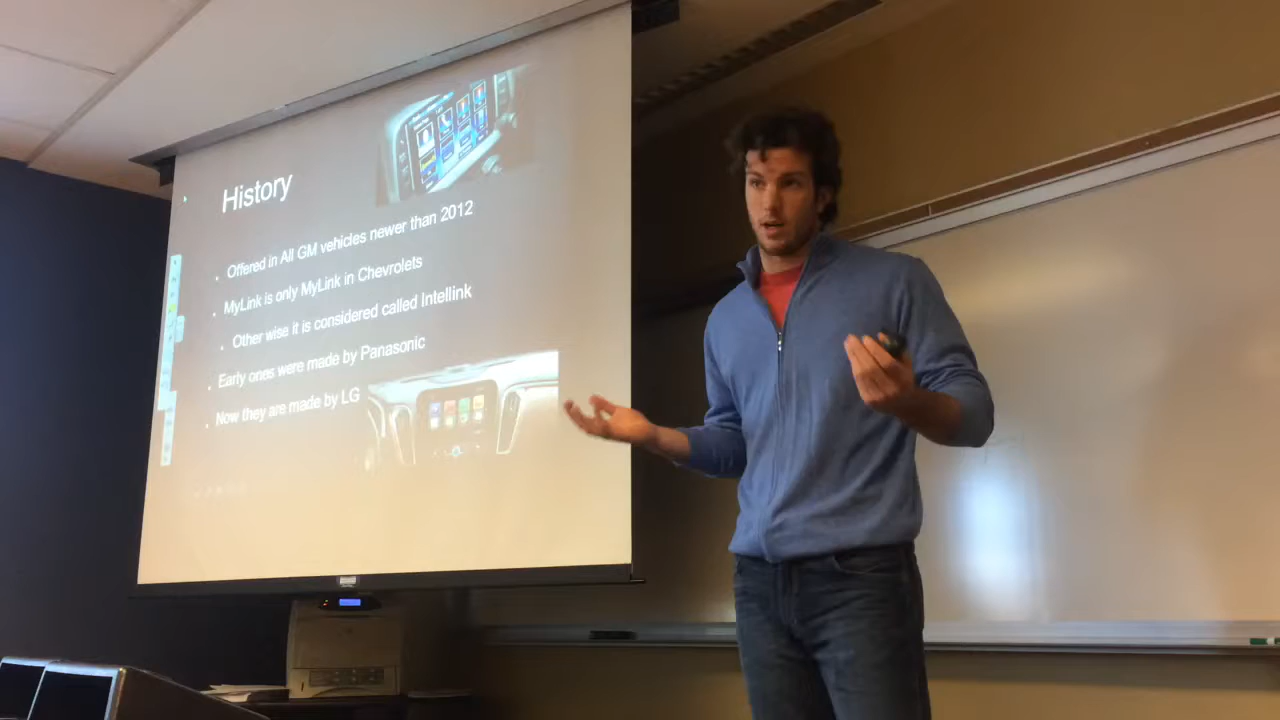 History
Offered in All GM vehicles newer than 2012
MyLink is only MyLink in Chevrolets
Other wise it is considered called Intellink
Early ones were made by Panasonic
Now they are made by LG